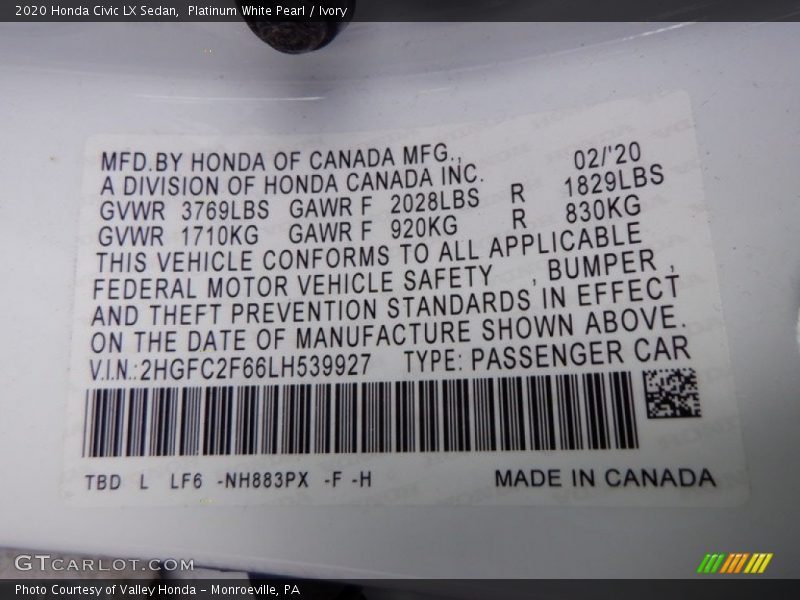 2020 Honda Civic LX Sedan, Platinum White Pearl / Ivory
MFD.BY HONDA OF CANADA MFG., 02/'20
A DIVISION OF HONDA CANADA INC.
GVWR 3769LBS GAWR F 2028LBS R 1829LBS
GVWR 1710KG GAWR F 920KG R 830KG
THIS VEHICLE CONFORMS TO ALL APPLICABLE
FEDERAL MOTOR VEHICLE SAFETY , BUMPER ,
AND THEFT PREVENTION STANDARDS IN EFFECT
ON THE DATE OF MANUFACTURE SHOWN ABOVE.
V.I.N.:2HGFC2F66LH539927 TYPE: PASSENGER CAR
TBD L LF6 -NH883PX -F -H MADE IN CANADA
GTCARLOT.COM
Photo Courtesy of Valley Honda - Monroeville, PA